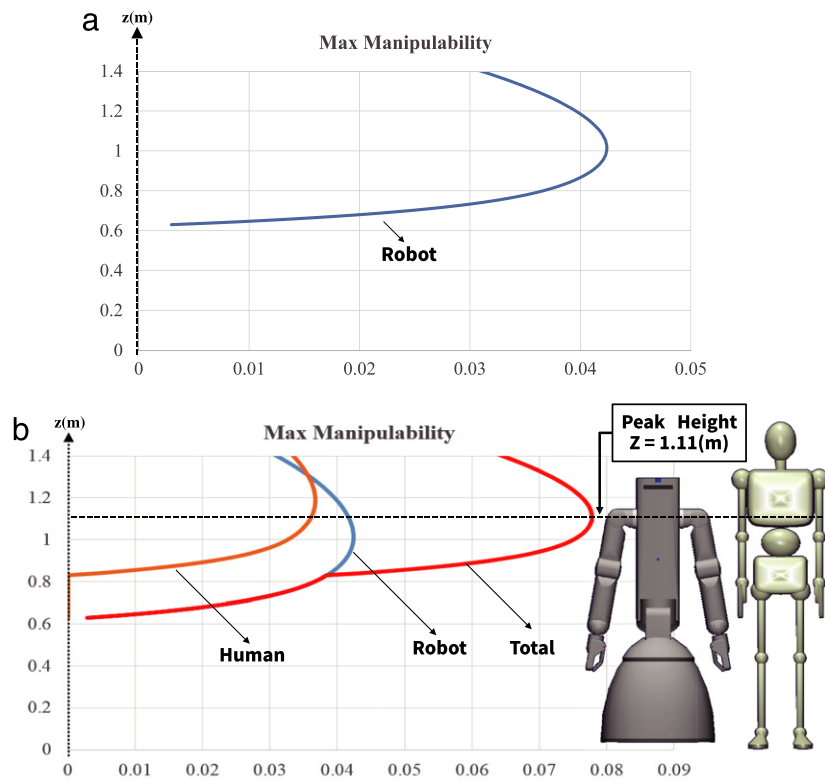 a
z(m)
Max Manipulability
1.4
1.2
1
0.8
0.6
0.4
0.2
0
Robot
0 0.01 0.02 0.03 0.04 0.05
b
z(m)
Max Manipulability
Peak Height
Z = 1.11(m)
1.4
1.2
1
0.8
0.6
0.4
0.2
0
Human
Robot
Total
0 0.01 0.02 0.03 0.04 0.05 0.06 0.07 0.08 0.09